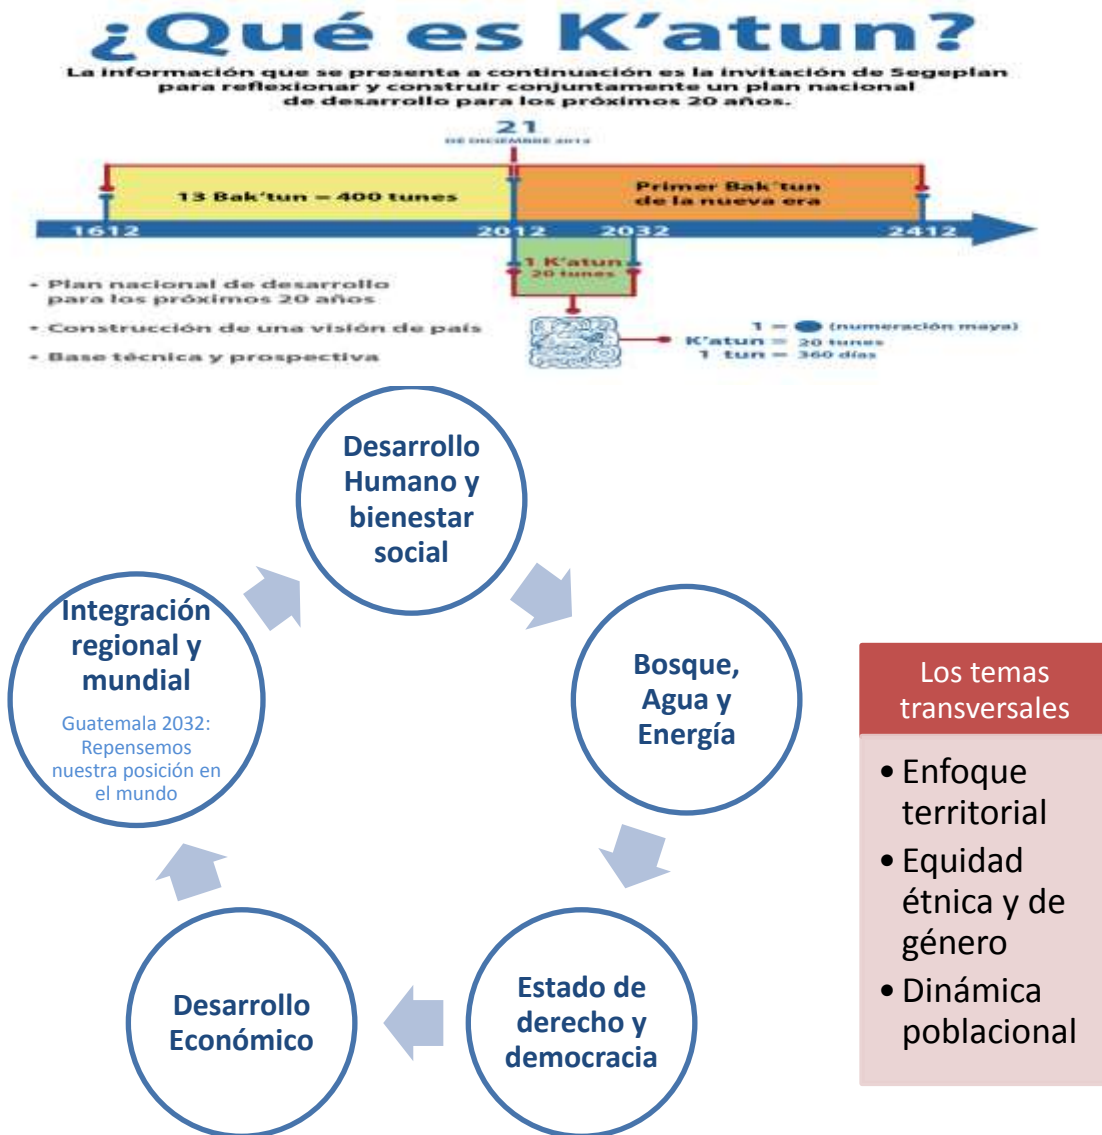 ¿Qué es K'atun?
La información que se presenta a continuación es la invitación de Segeplan
para reflexionar y construir conjuntamente un plan nacional
de desarrollo para los próximos 20 años.
21
DE DICIEMBRE 2012
13 Bak'tun = 400 tunes
Primer Bak'tun
de la nueva era
1612
2012
2032
2412
1 K'atun
20 tunes
• Plan nacional de desarrollo
para los próximos 20 años
• Construcción de una visión de país
• Base técnica y prospectiva
1 = (numeración maya)
K'atun = 20 tunes
1 tun = 360 días
Desarrollo
Humano y
bienestar
social
Integración
regional y
mundial
Guatemala 2032:
Repensemos
nuestra posición en
el mundo
Bosque,
Agua y
Energía
Los temas
transversales
• Enfoque
territorial
• Equidad
étnica y de
género
• Dinámica
poblacional
Estado de
derecho y
democracia
Desarrollo
Económico